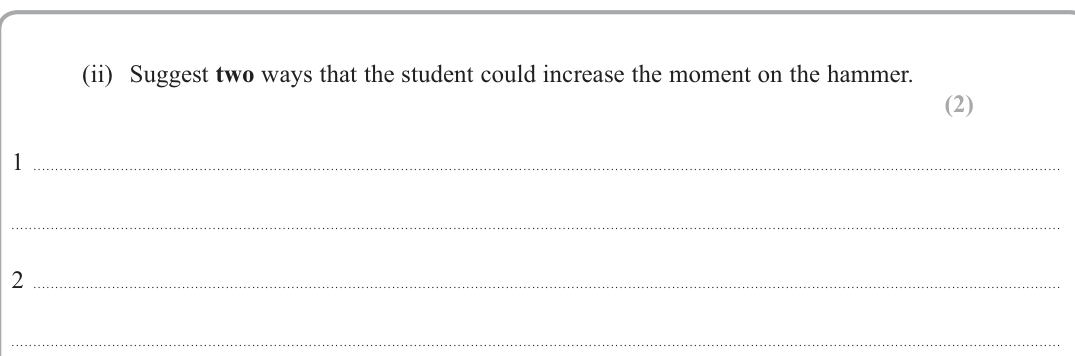 (ii) Suggest two ways that the student could increase the moment on the hammer.
(2)
1
2